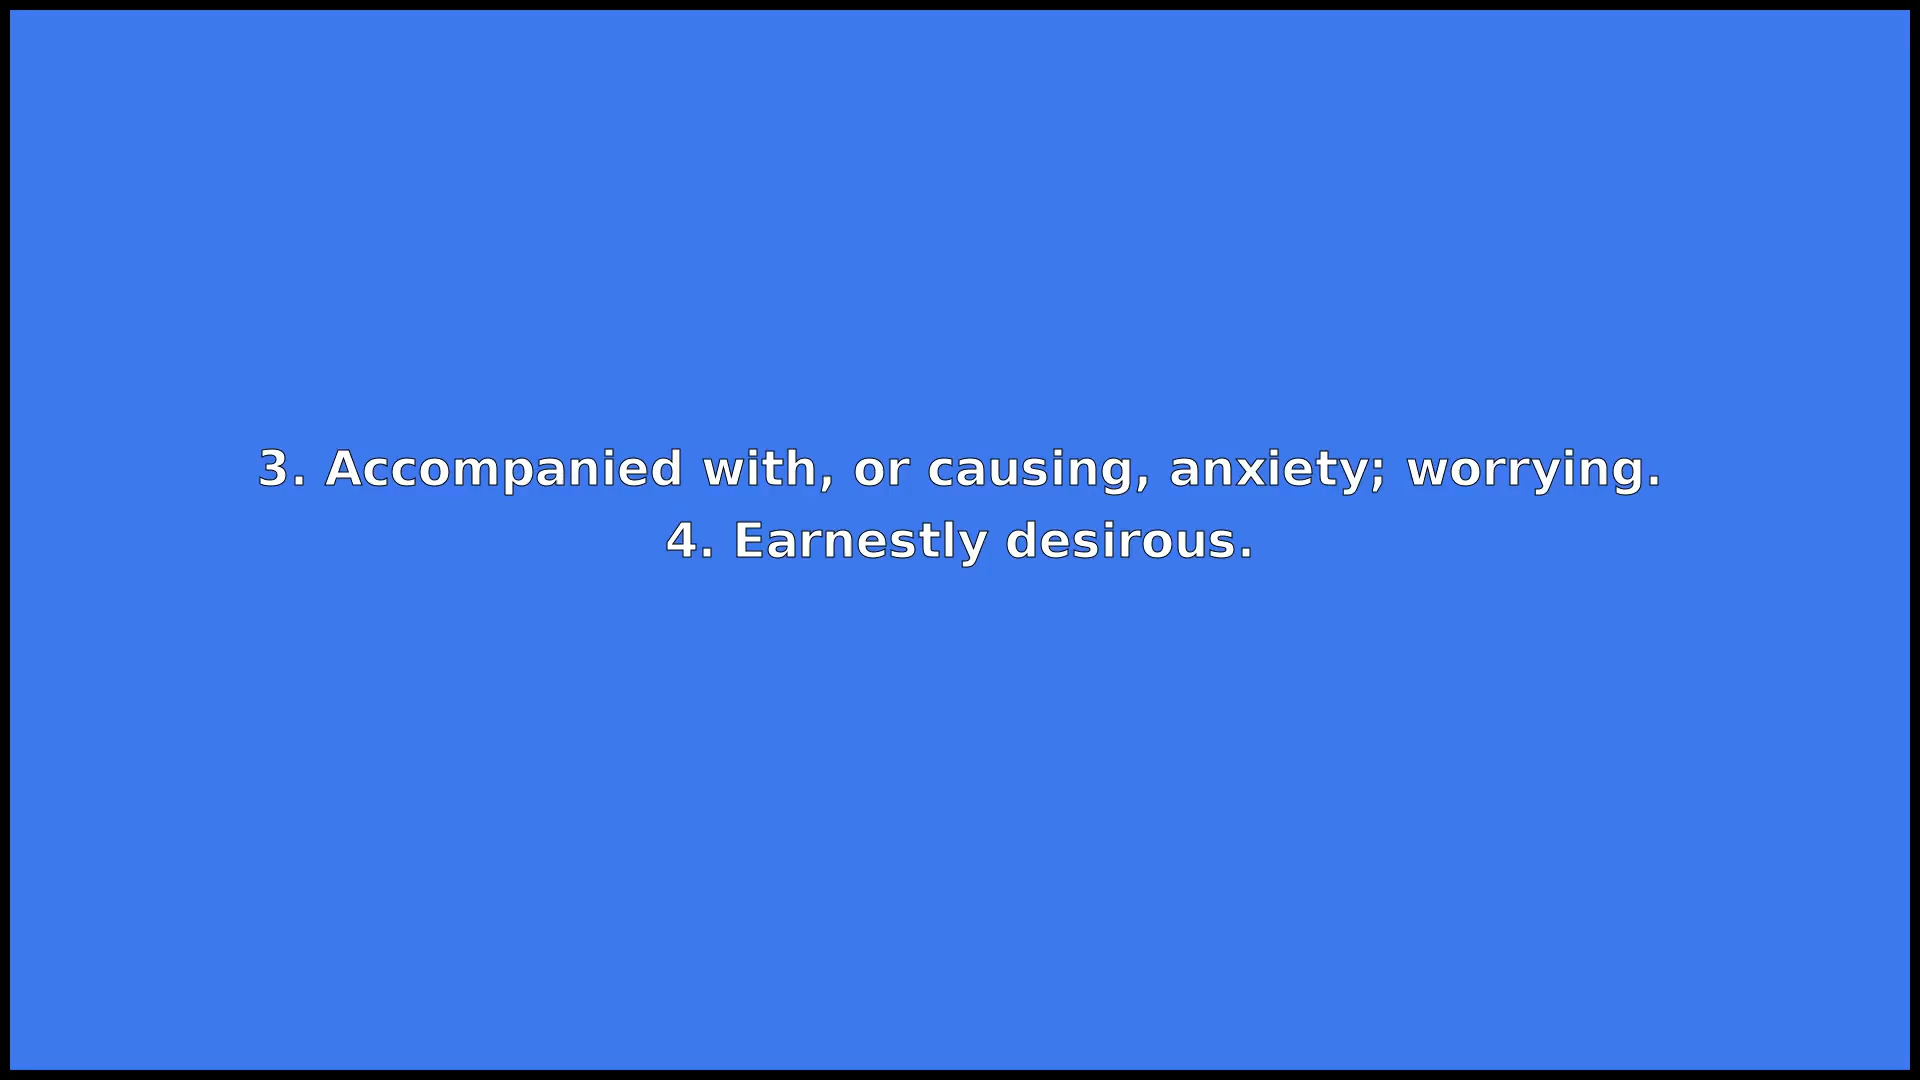 3. Accompanied with, or causing, anxiety; worrying.
4. Earnestly desirous.